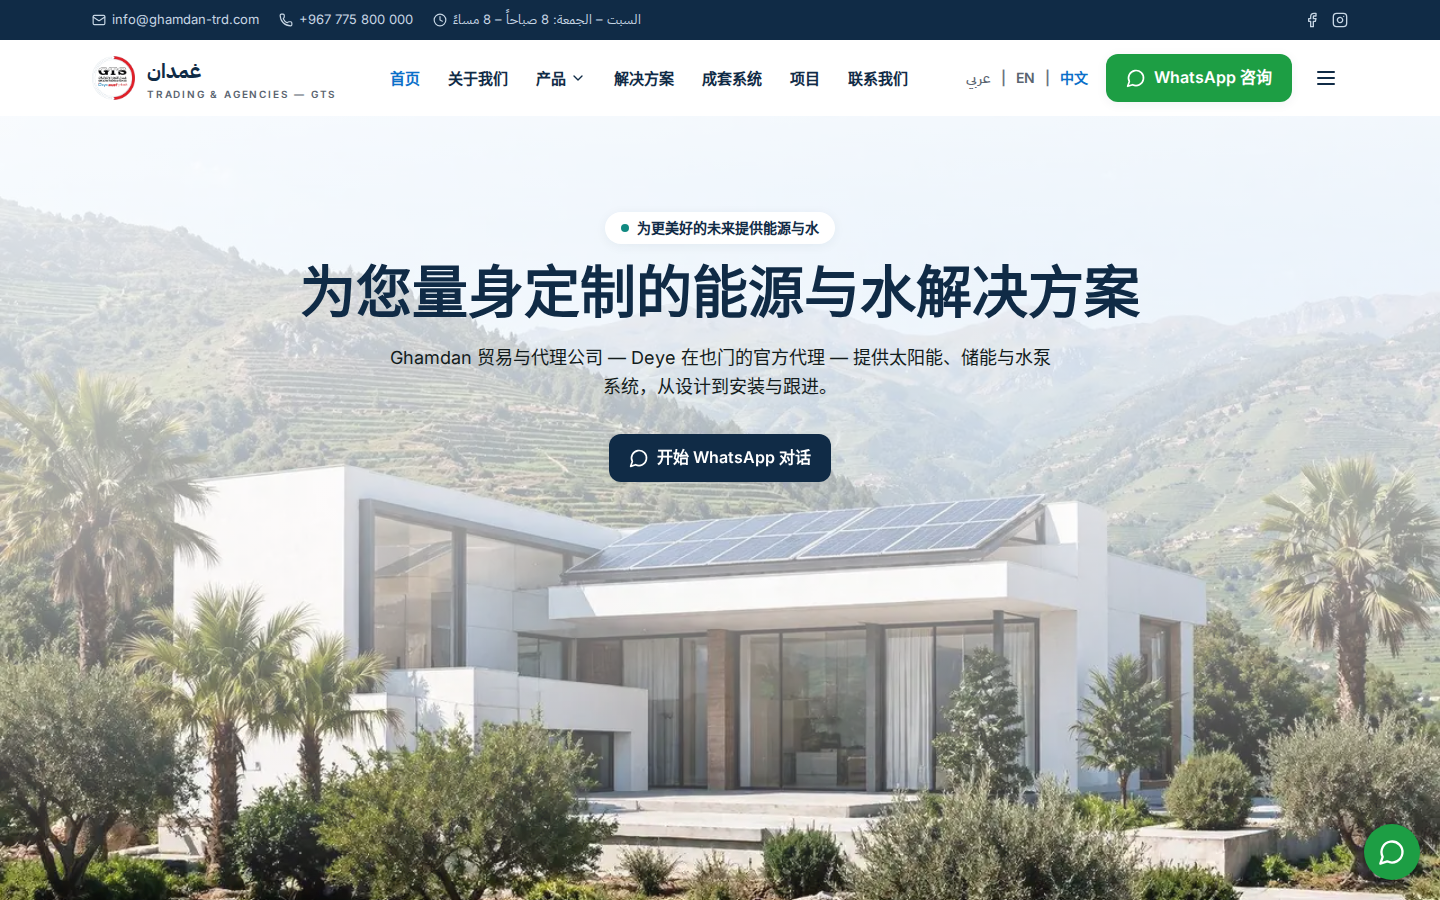 info@ghamdan-trd.com
+967 775 800 000
السبت – الجمعة: 8 صباحاً – 8 مساءً
GTS
غمدان
TRADING & AGENCIES — GTS
首页
关于我们
产品
解决方案
成套系统
项目
联系我们
عربي | EN | 中文
WhatsApp 咨询
为更美好的未来提供能源与水
为您量身定制的能源与水解决方案
Ghamdan 贸易与代理公司 — Deye 在也门的官方代理 — 提供太阳能、储能与水泵
系统，从设计到安装与跟进。
开始 WhatsApp 对话